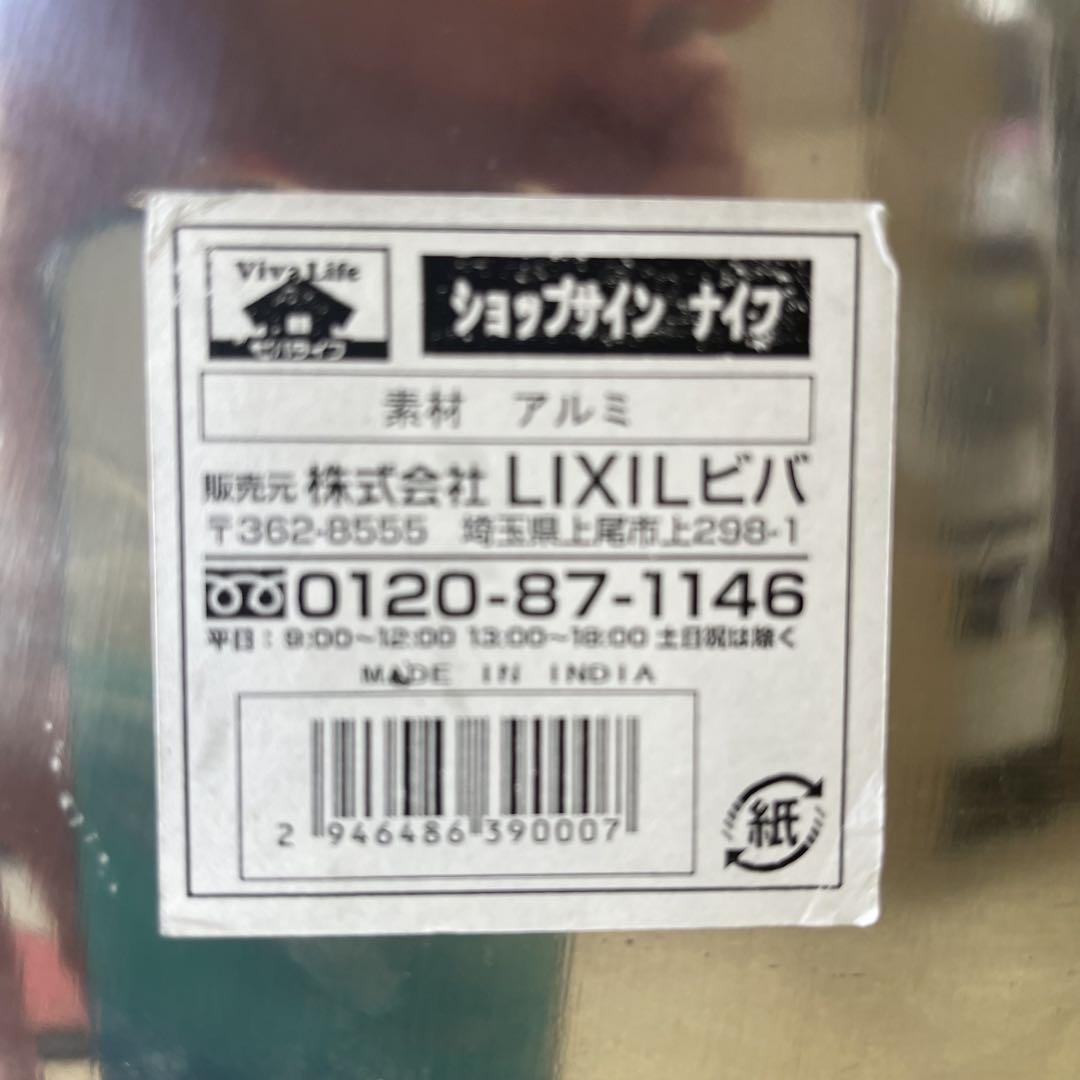 Viva Life
ビバライフ
ショップサイン ナイフ
素材 アルミ
販売元 株式会社 LIXILビバ
〒362-8555 埼玉県上尾市上298-1
0120-87-1146
平日：9:00～12:00 13:00～18:00 土日祝は除く
MADE IN INDIA
2 946486 390007
紙